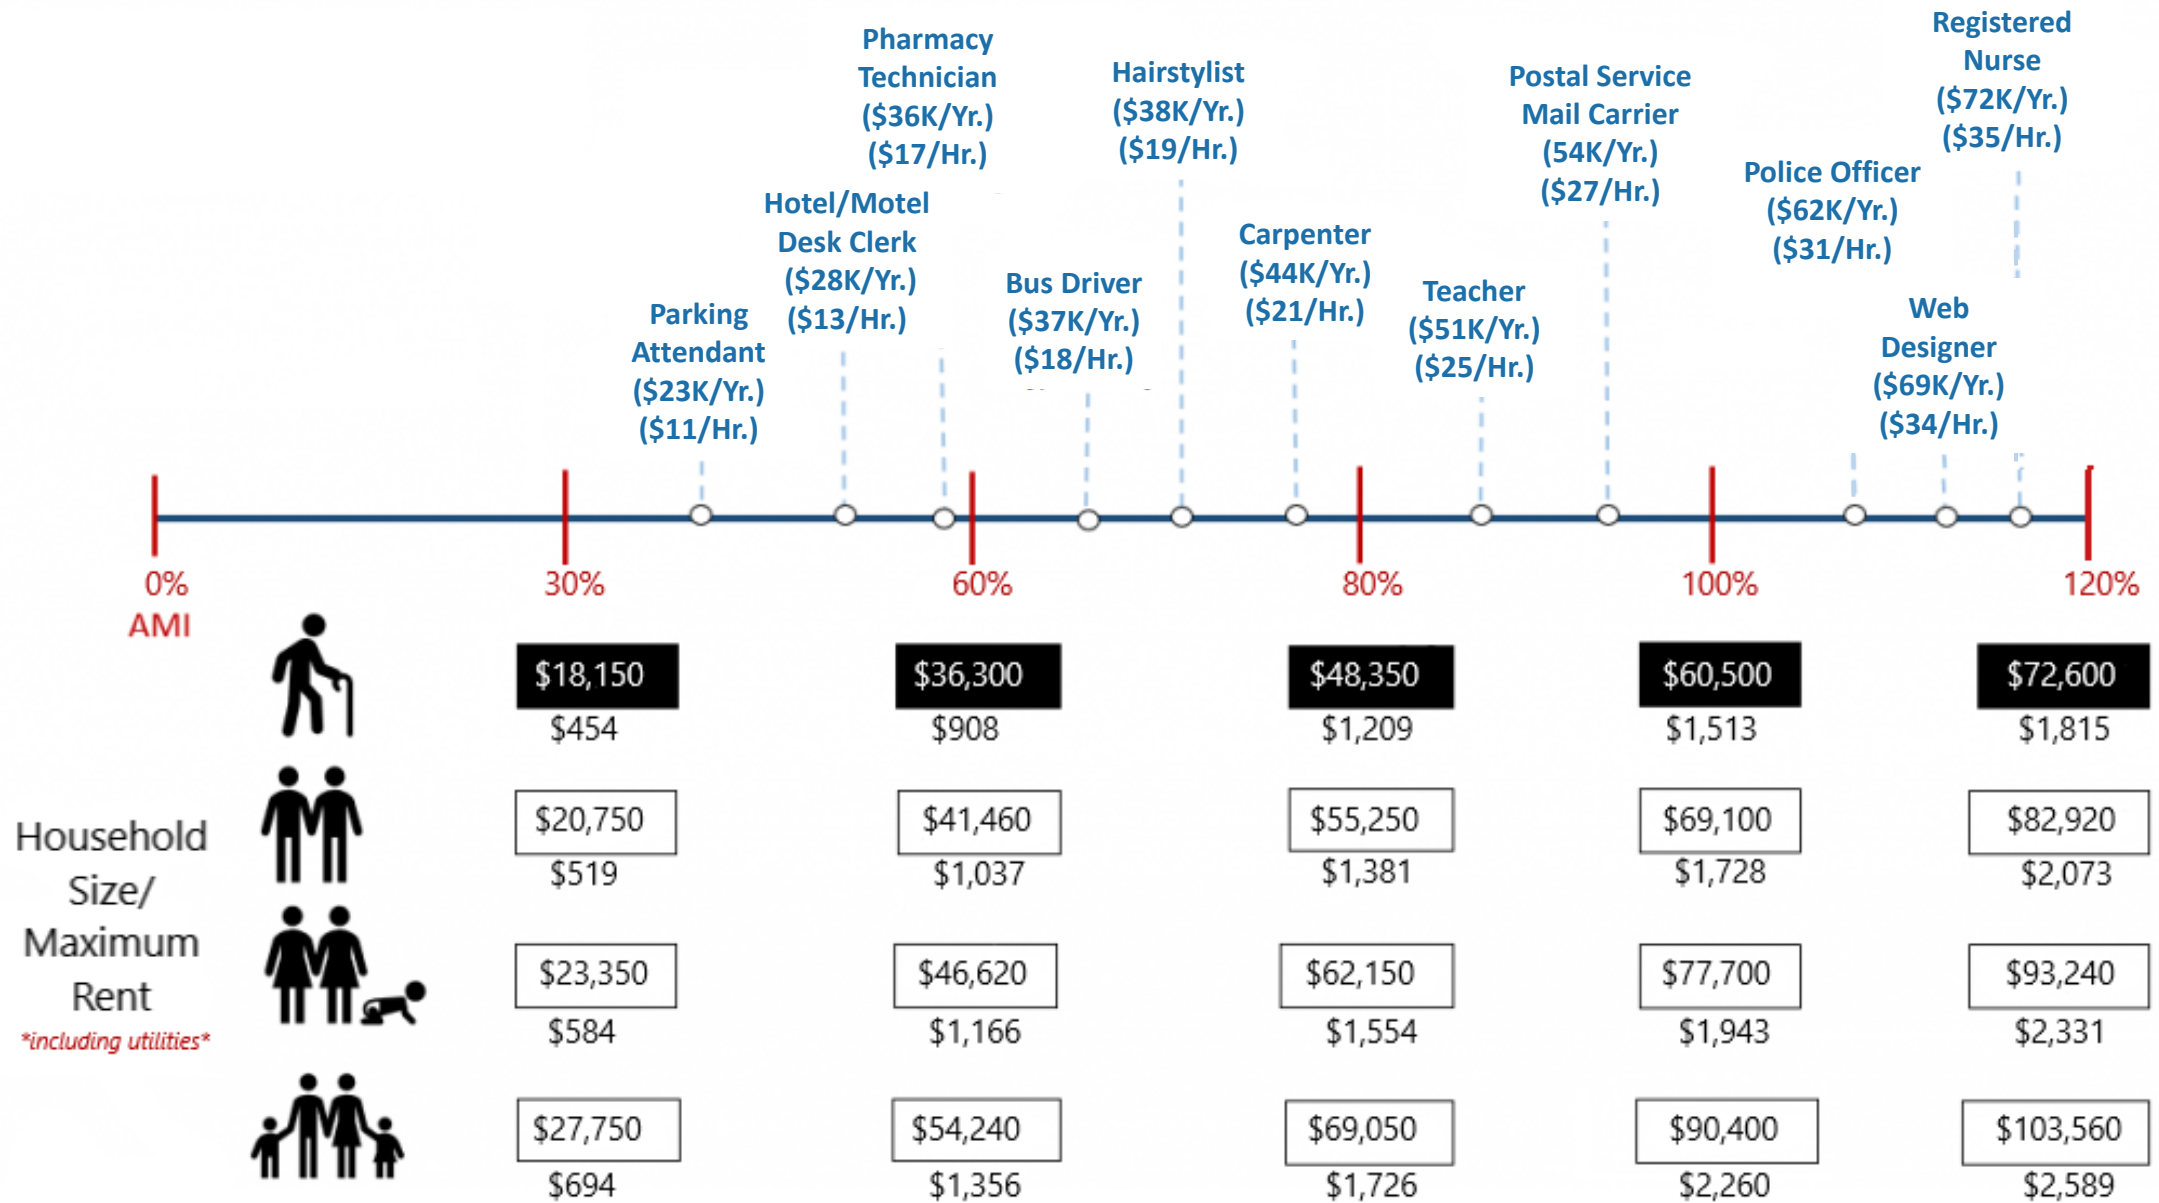 Pharmacy
Technician
($36K/Yr.)
($17/Hr.)
Hairstylist
($38K/Yr.)
($19/Hr.)
Postal Service
Mail Carrier
(54K/Yr.)
($27/Hr.)
Registered
Nurse
($72K/Yr.)
($35/Hr.)
Hotel/Motel
Desk Clerk
($28K/Yr.)
($13/Hr.)
Police Officer
($62K/Yr.)
($31/Hr.)
Parking
Attendant
($23K/Yr.)
($11/Hr.)
Bus Driver
($37K/Yr.)
($18/Hr.)
Carpenter
($44K/Yr.)
($21/Hr.)
Teacher
($51K/Yr.)
($25/Hr.)
Web
Designer
($69K/Yr.)
($34/Hr.)
0% 30% 60% 80% 100% 120%
AMI
$18,150 $36,300 $48,350 $60,500 $72,600
$454 $908 $1,209 $1,513 $1,815
Household
Size/
Maximum
Rent
*including utilities*
$20,750 $41,460 $55,250 $69,100 $82,920
$519 $1,037 $1,381 $1,728 $2,073
$23,350 $46,620 $62,150 $77,700 $93,240
$584 $1,166 $1,554 $1,943 $2,331
$27,750 $54,240 $69,050 $90,400 $103,560
$694 $1,356 $1,726 $2,260 $2,589